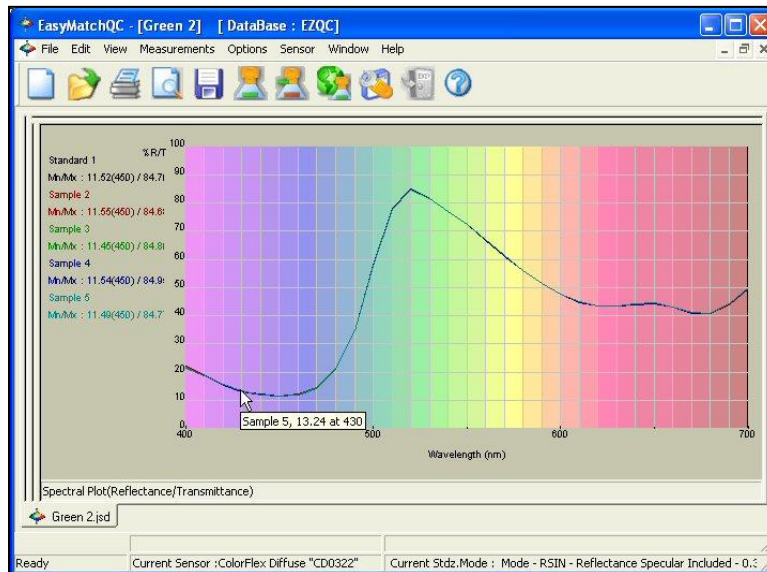 EasyMatchQC - [Green 2] [ DataBase : EZQC]
File Edit View Measurements Options Sensor Window Help
%R/T
Standard 1
Mn/Mx : 11.52(450) / 84.7(
Sample 2
Mn/Mx : 11.55(450) / 84.6
Sample 3
Mn/Mx : 11.45(450) / 84.8
Sample 4
Mn/Mx : 11.54(450) / 84.9
Sample 5
Mn/Mx : 11.49(450) / 84.7
100
90
80
70
60
50
40
30
20
10
0
Sample 5, 13.24 at 430
400 500 600 700
Wavelength (nm)
Spectral Plot(Reflectance/Transmittance)
Green 2.jsd
Ready Current Sensor :ColorFlex Diffuse "CD0322" Current Stdz.Mode : Mode - RSIN - Reflectance Specular Included - 0.3